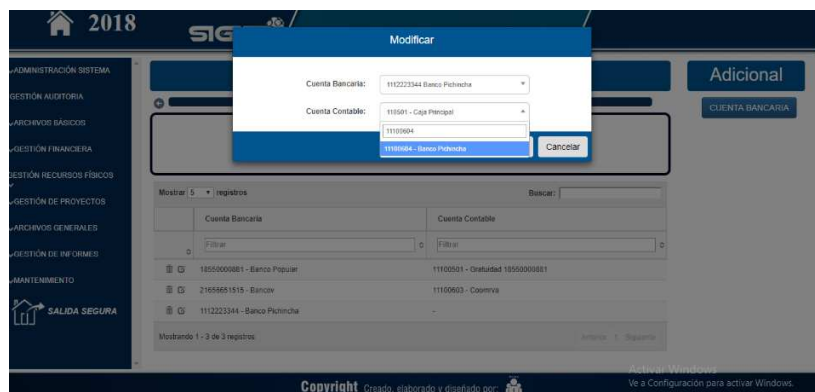 2018
SIG
Modificar
ADMINISTRACIÓN SISTEMA
GESTIÓN AUDITORIA
ARCHIVOS BÁSICOS
GESTIÓN FINANCIERA
GESTIÓN RECURSOS FÍSICOS
GESTIÓN DE PROYECTOS
ARCHIVOS GENERALES
GESTIÓN DE INFORMES
MANTENIMIENTO
SALIDA SEGURA
Cuenta Bancaria: 1112223344 Banco Pichincha
Cuenta Contable: 110501 - Caja Principal
11100604
11100604 - Banco Pichincha
Cancelar
Adicional
CUENTA BANCARIA
Mostrar 5 registros
Buscar:
Cuenta Bancaria Cuenta Contable
Filtrar Filtrar
18559000881 - Banco Popular 11100501 - Gratuidad 18550000881
21656651515 - Bancov 11100603 - Coomva
1112223344 - Banco Pichincha -
Mostrando 1 - 3 de 3 registros
Anterior 1 Siguiente
Activar Windows
Ve a Configuración para activar Windows.
Copyright Creado, elaborado y diseñado por: